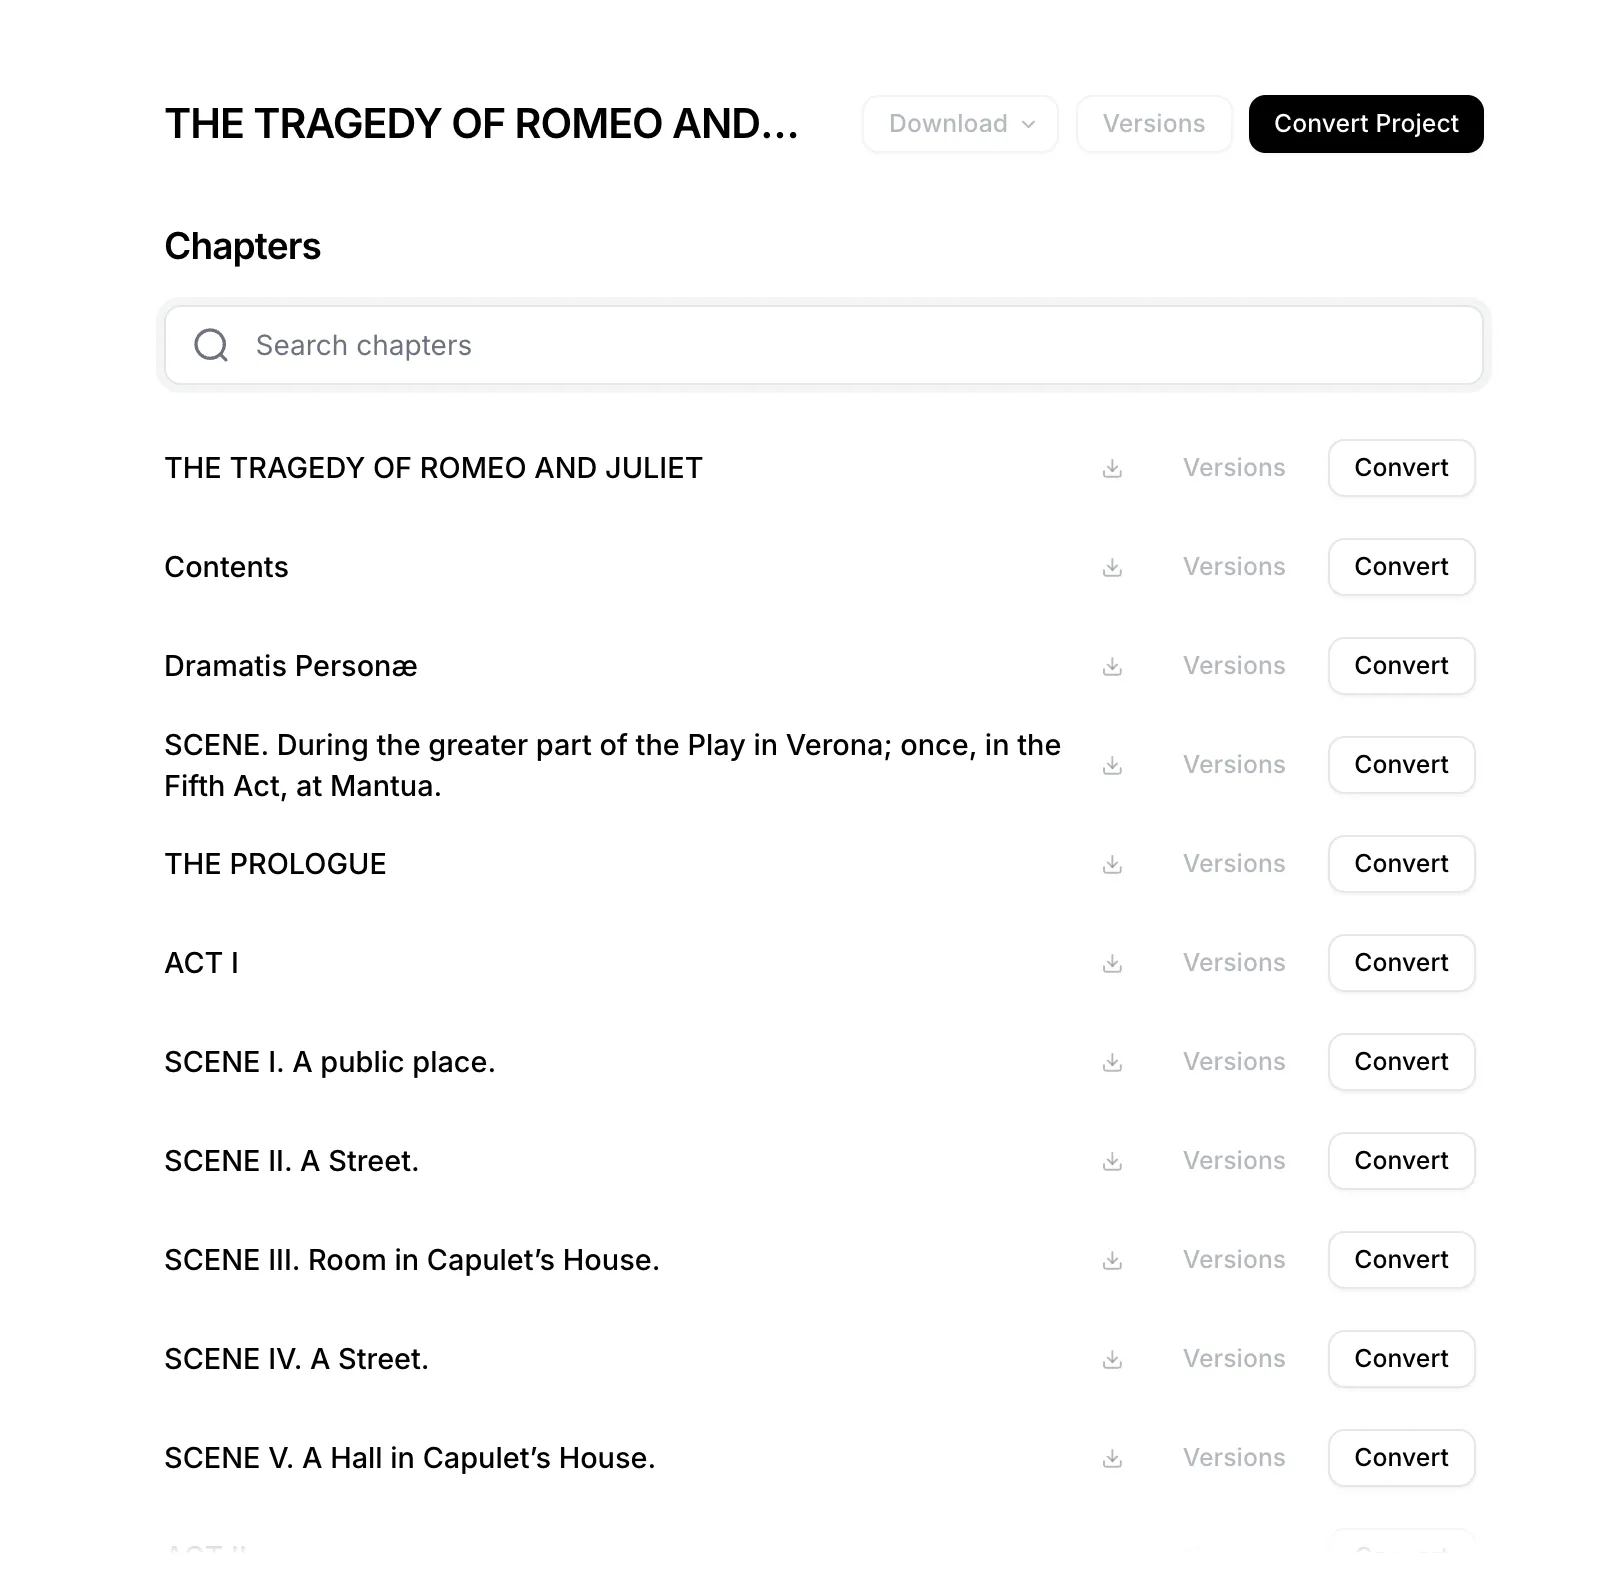 THE TRAGEDY OF ROMEO AND...
Download
Versions
Convert Project
Chapters
Search chapters
THE TRAGEDY OF ROMEO AND JULIET
Versions
Convert
Contents
Versions
Convert
Dramatis Personæ
Versions
Convert
SCENE. During the greater part of the Play in Verona; once, in the
Fifth Act, at Mantua.
Versions
Convert
THE PROLOGUE
Versions
Convert
ACT I
Versions
Convert
SCENE I. A public place.
Versions
Convert
SCENE II. A Street.
Versions
Convert
SCENE III. Room in Capulet’s House.
Versions
Convert
SCENE IV. A Street.
Versions
Convert
SCENE V. A Hall in Capulet’s House.
Versions
Convert
ACT II
Convert